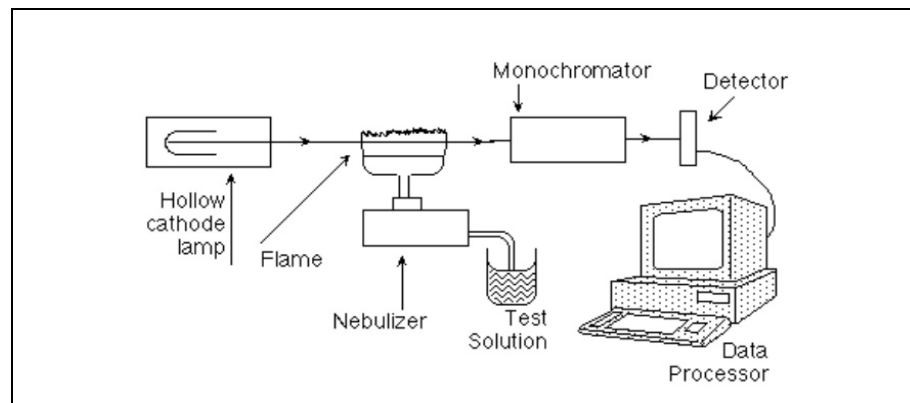 Monochromator
Detector
Hollow
cathode
lamp
Flame
Nebulizer
Test
Solution
Data
Processor